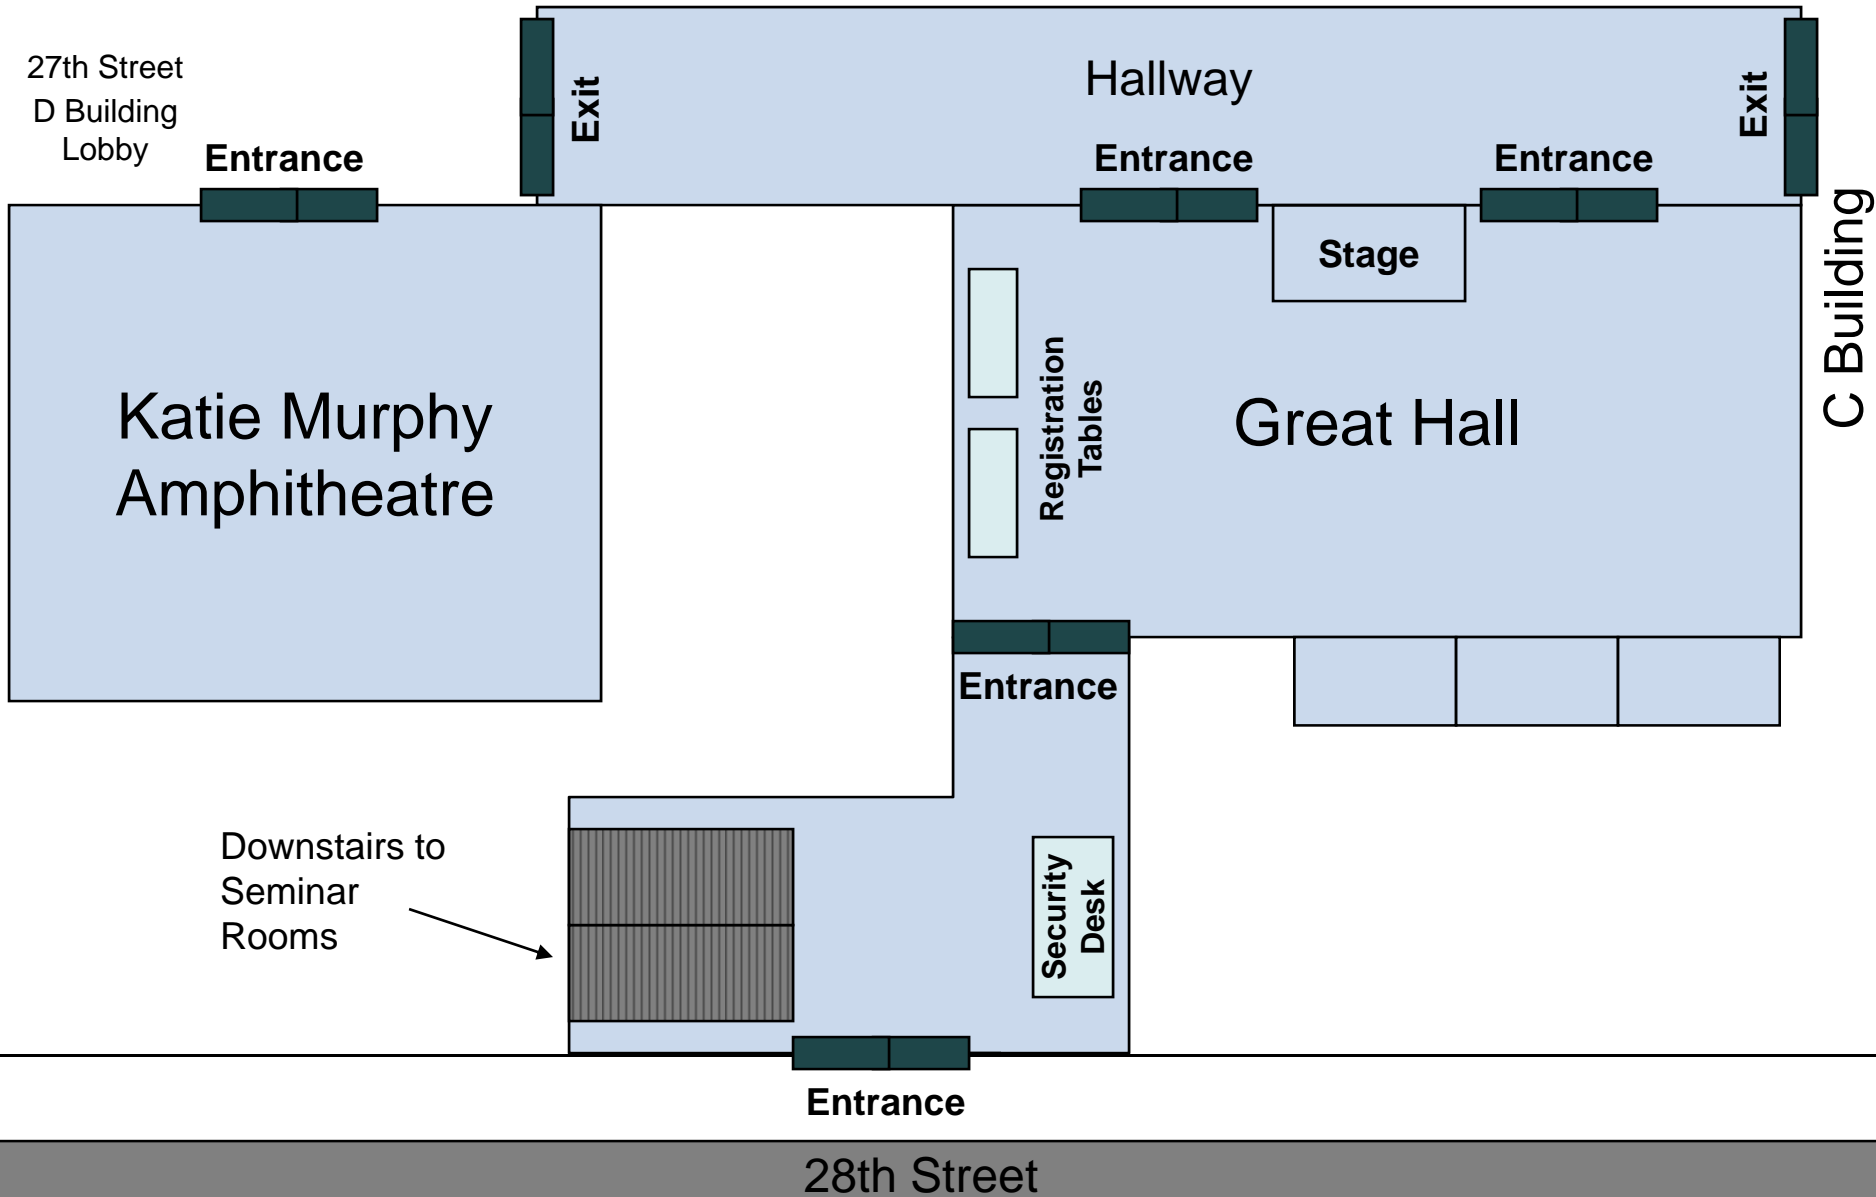 27th Street
D Building
Lobby
Entrance
Exit
Hallway
Exit
Entrance
Entrance
Stage
C Building
Katie Murphy
Amphitheatre
Registration
Tables
Great Hall
Entrance
Downstairs to
Seminar
Rooms
Security
Desk
Entrance
28th Street